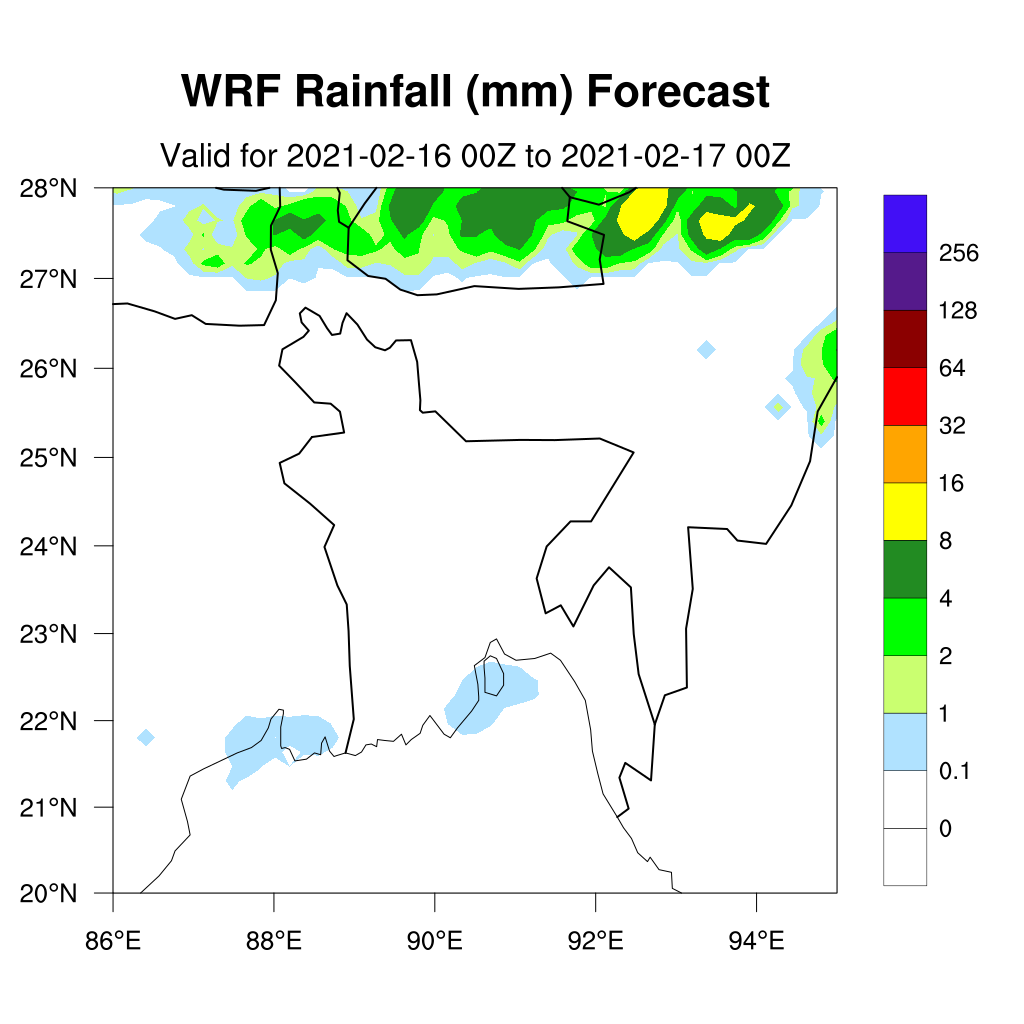 WRF Rainfall (mm) Forecast
Valid for 2021-02-16 00Z to 2021-02-17 00Z
28°N
27°N
26°N
25°N
24°N
23°N
22°N
21°N
20°N
86°E 88°E 90°E 92°E 94°E
256
128
64
32
16
8
4
2
1
0.1
0